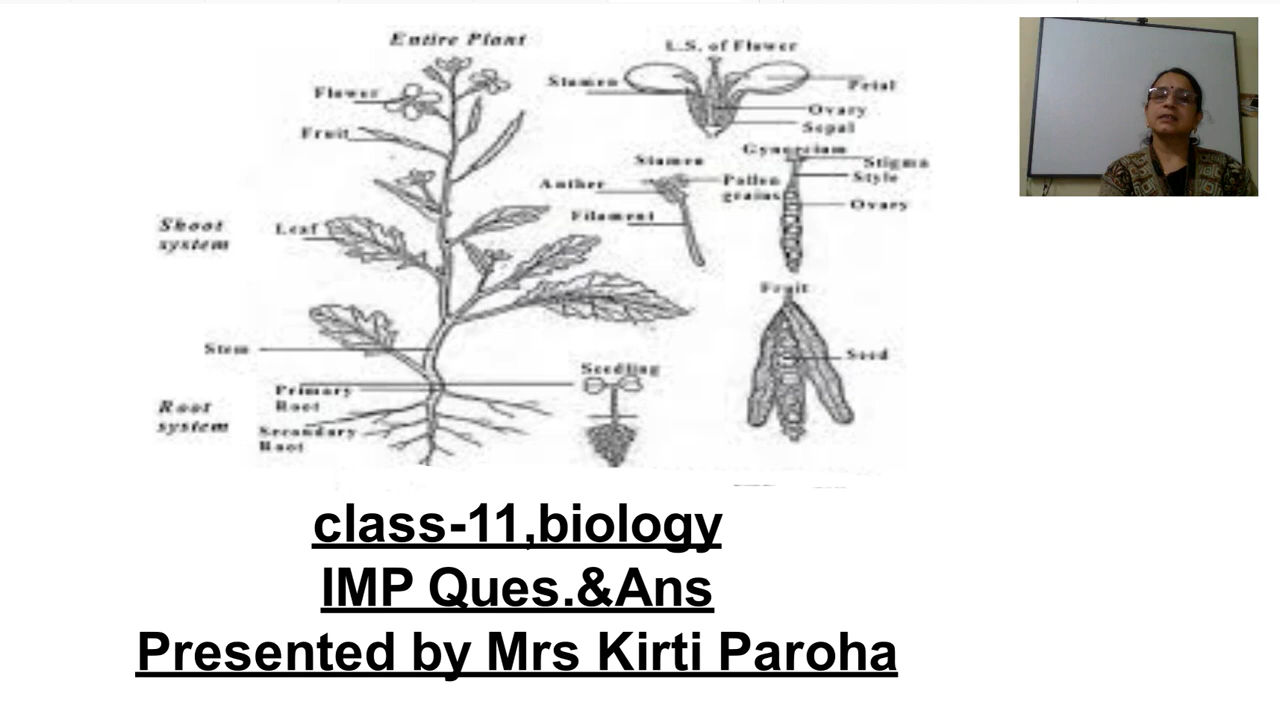 Entire Plant
Flower
Fruit
Shoot
system
Leaf
Stem
Primary
Root
Root
system
Secondary
Root
Seedling
L.S. of Flower
Stamen
Petal
Ovary
Sepal
Gynoecium
Stamen
Stigma
Style
Anther
Pollen
grains
Filament
Ovary
Fruit
Seed
class-11,biology
IMP Ques.&Ans
Presented by Mrs Kirti Paroha